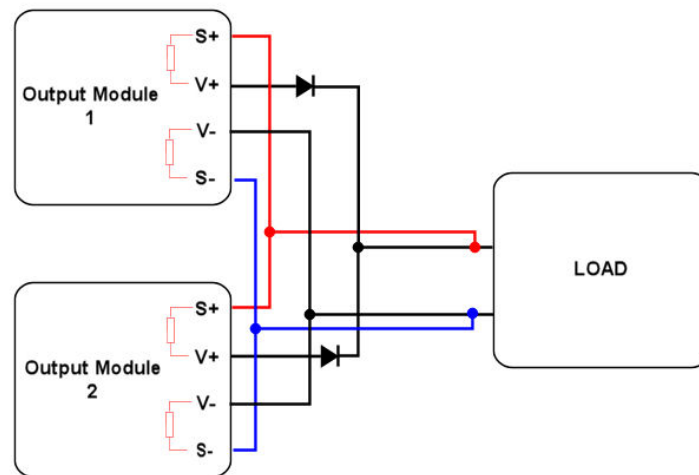 S+
V+
Output Module
1
V-
S-
LOAD
S+
V+
Output Module
2
V-
S-